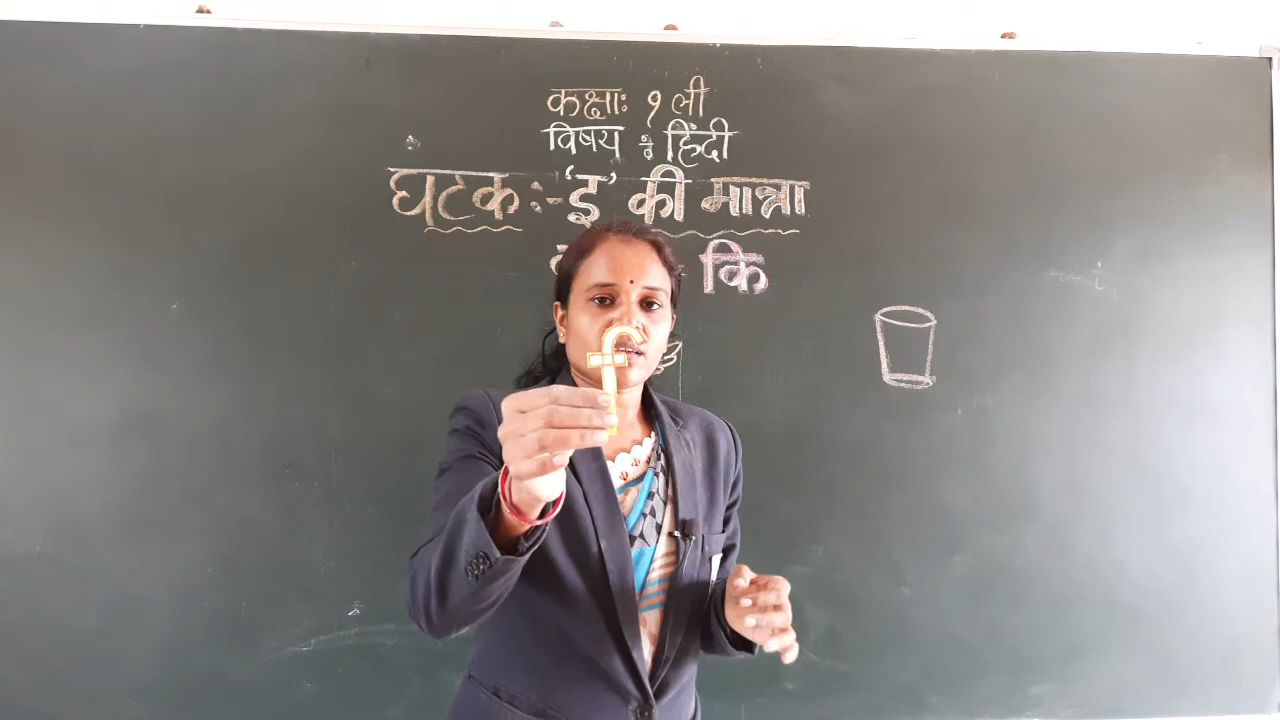 कक्षाः १ ली
विषय : हिंदी
घटक :- 'इ' की मात्रा
कि